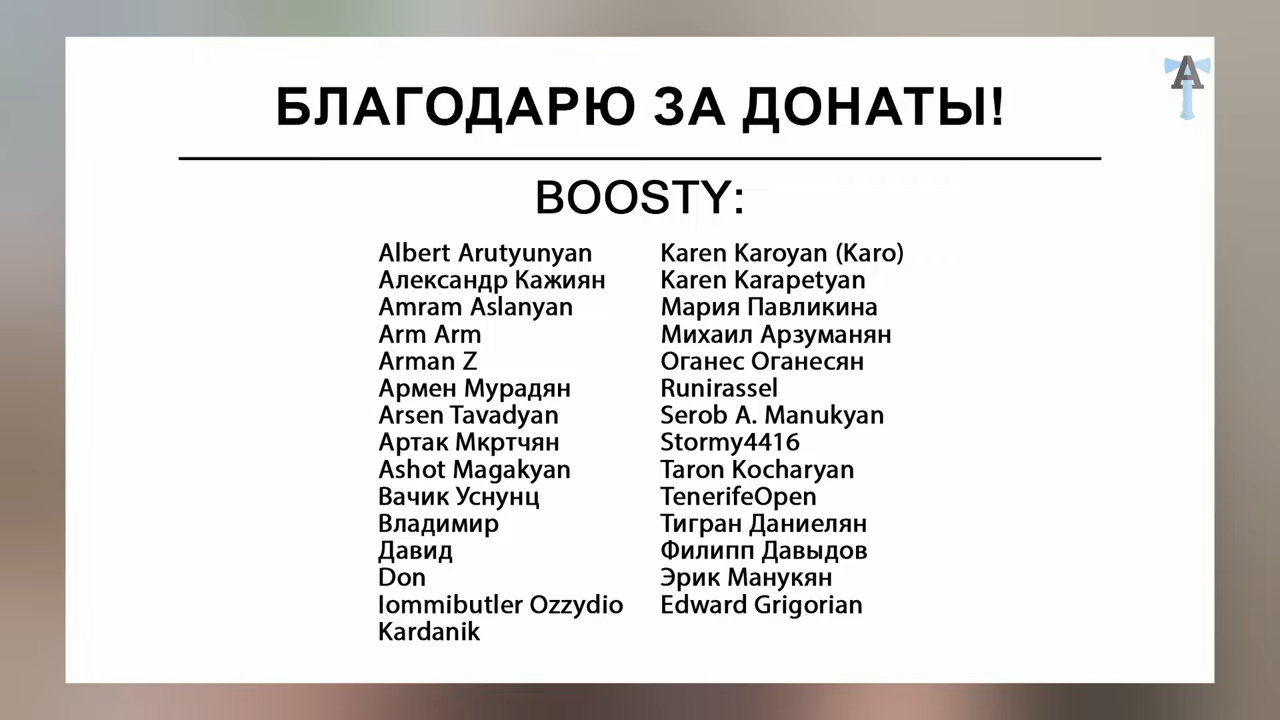 БЛАГОДАРЮ ЗА ДОНАТЫ!
BOOSTY:
Albert Arutyunyan
Александр Кажиян
Amram Aslanyan
Arm Arm
Arman Z
Армен Мурадян
Arsen Tavadyan
Артак Мкртчян
Ashot Magakyan
Вачик Уснунц
Владимир
Давид
Don
Iommibutler Ozzydio
Kardanik
Karen Karoyan (Karo)
Karen Karapetyan
Мария Павликина
Михаил Арзуманян
Оганес Оганесян
Runirassel
Serob A. Manukyan
Stormy4416
Taron Kocharyan
TenerifeOpen
Тигран Даниелян
Филипп Давыдов
Эрик Манукян
Edward Grigorian
A